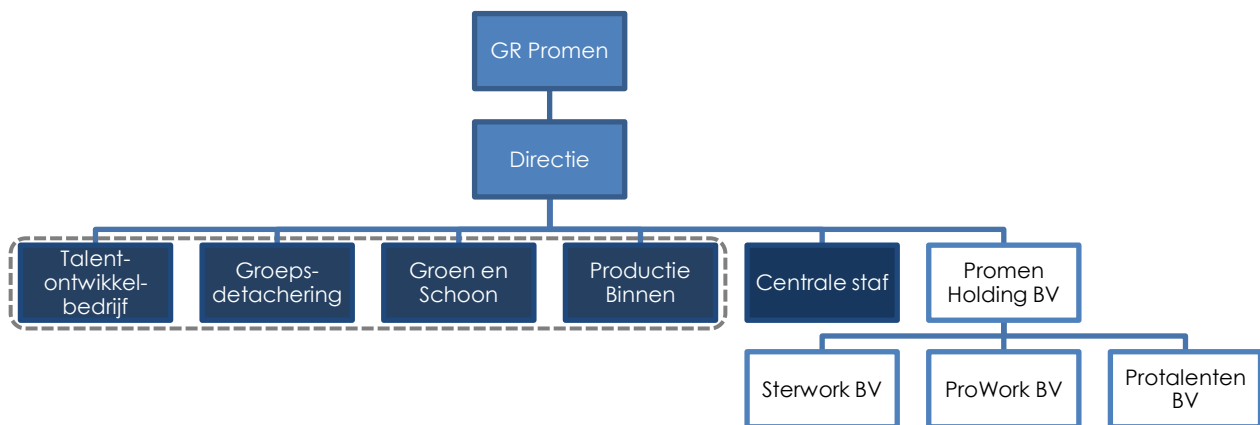 GR Promen
Directie
Talent-
ontwikkel-
bedrijf
Groeps-
detachering
Groen en
Schoon
Productie
Binnen
Centrale staf
Promen
Holding BV
Sterwork BV
ProWork BV
Protalenten
BV